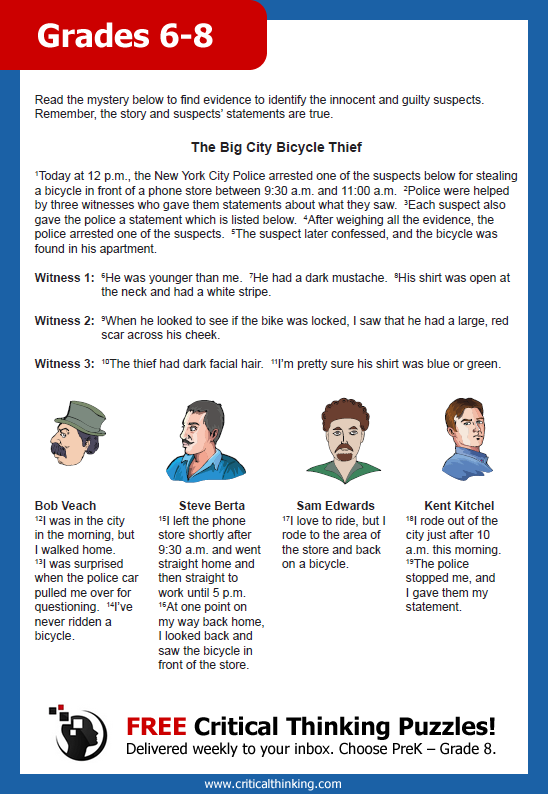 Grades 6-8
Read the mystery below to find evidence to identify the innocent and guilty suspects.
Remember, the story and suspects' statements are true.
The Big City Bicycle Thief
¹Today at 12 p.m., the New York City Police arrested one of the suspects below for stealing
a bicycle in front of a phone store between 9:30 a.m. and 11:00 a.m. ²Police were helped
by three witnesses who gave them statements about what they saw. ³Each suspect also
gave the police a statement which is listed below. ⁴After weighing all the evidence, the
police arrested one of the suspects. ⁵The suspect later confessed, and the bicycle was
found in his apartment.
Witness 1: ⁶He was younger than me. ⁷He had a dark mustache. ⁸His shirt was open at
the neck and had a white stripe.
Witness 2: ⁹When he looked to see if the bike was locked, I saw that he had a large, red
scar across his cheek.
Witness 3: ¹⁰The thief had dark facial hair. ¹¹I'm pretty sure his shirt was blue or green.
Bob Veach
¹²I was in the city
in the morning, but
I walked home.
¹³I was surprised
when the police car
pulled me over for
questioning. ¹⁴I've
never ridden a
bicycle.
Steve Berta
¹⁵I left the phone
store shortly after
9:30 a.m. and went
straight home and
then straight to
work until 5 p.m.
¹⁶At one point on
my way back home,
I looked back and
saw the bicycle in
front of the store.
Sam Edwards
¹⁷I love to ride, but I
rode to the area of
the store and back
on a bicycle.
Kent Kitchel
¹⁸I rode out of the
city just after 10
a.m. this morning.
¹⁹The police
stopped me, and
I gave them my
statement.
FREE Critical Thinking Puzzles!
Delivered weekly to your inbox. Choose PreK – Grade 8.
www.criticalthinking.com